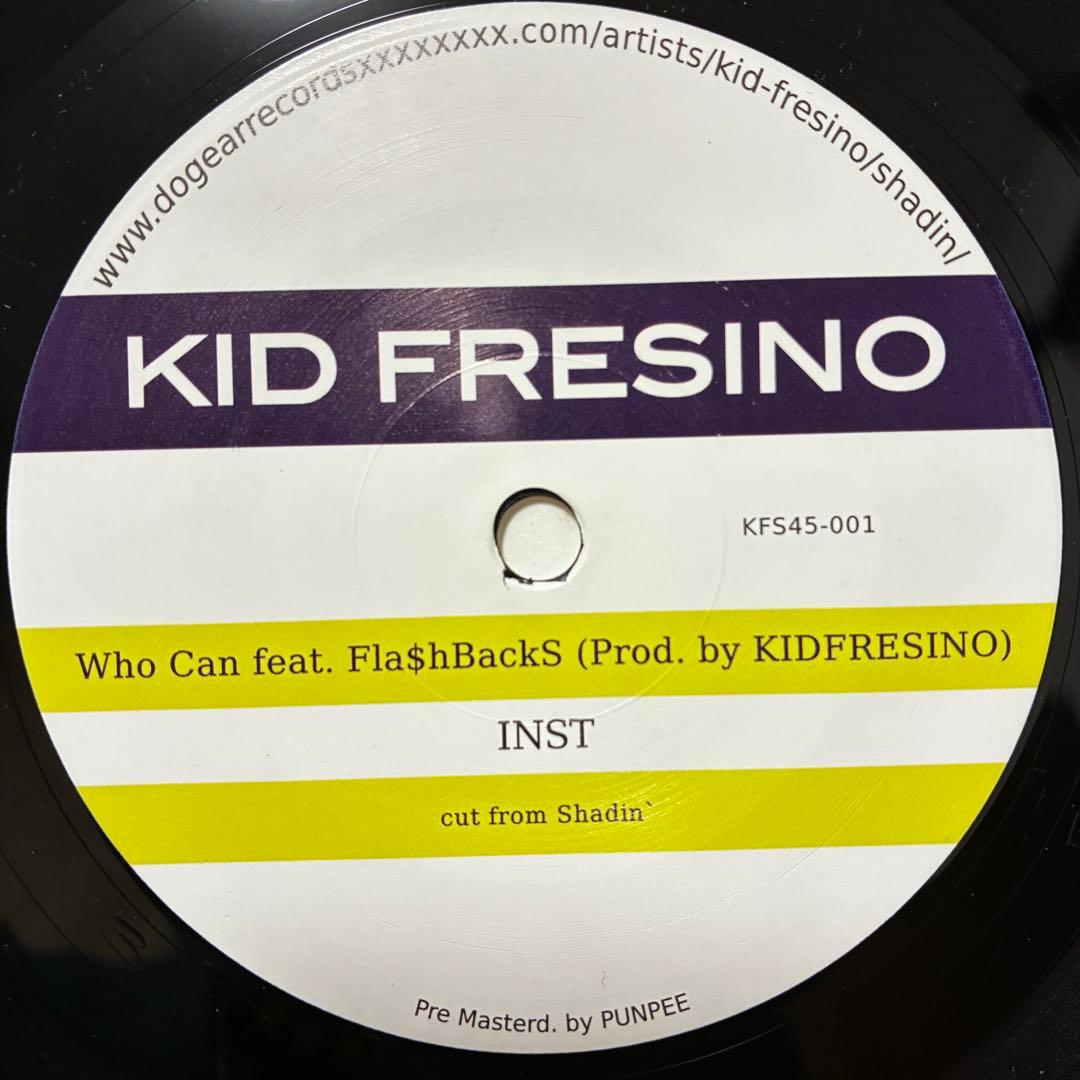 www.dogearrecordsxxxxxxxx.com/artists/kid-fresino/shadin/
KID FRESINO
KFS45-001
Who Can feat. Fla$hBackS (Prod. by KIDFRESINO)
INST
cut from Shadin`
Pre Masterd. by PUNPEE